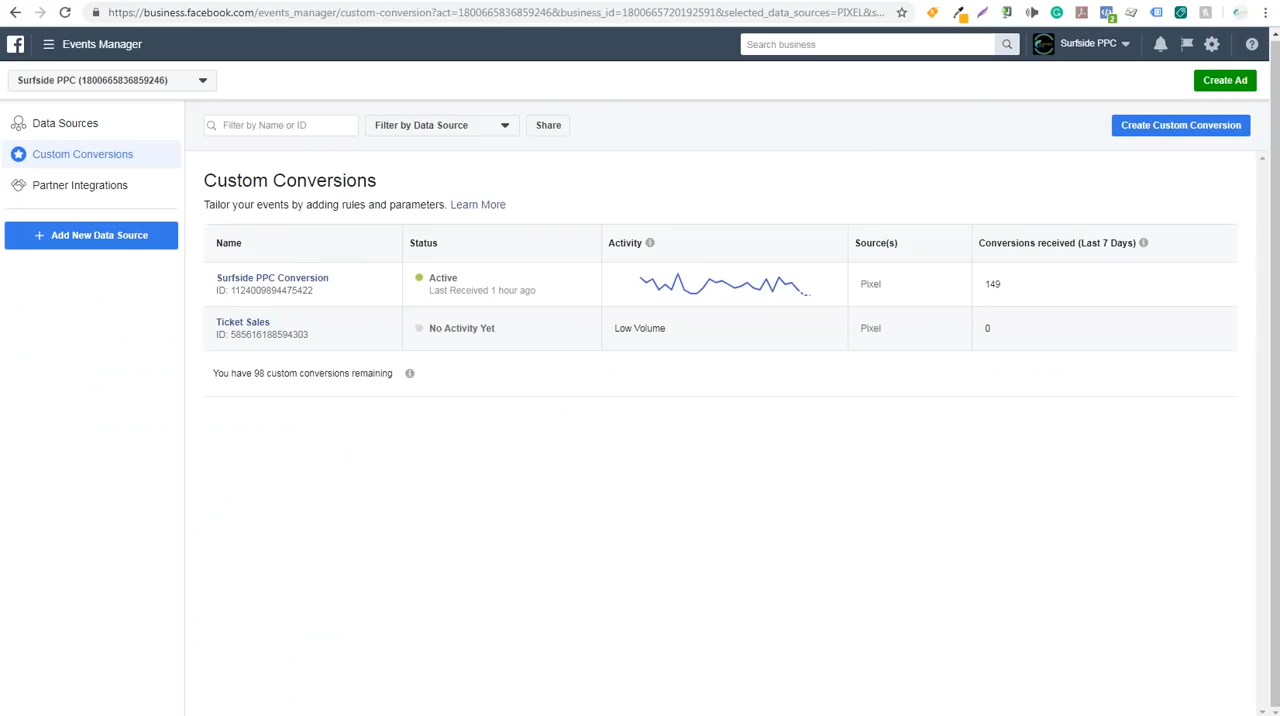 https://business.facebook.com/events_manager/custom-conversion?act=1800665836859246&business_id=1800665720192591&selected_data_sources=PIXEL&s...
2
Events Manager
Search business
Surfside PPC
Surfside PPC (1800665836859246)
Create Ad
Data Sources
Custom Conversions
Partner Integrations
+ Add New Data Source
Filter by Name or ID
Filter by Data Source
Share
Create Custom Conversion
Custom Conversions
Tailor your events by adding rules and parameters. Learn More
Name
Status
Activity
Source(s)
Conversions received (Last 7 Days)
Surfside PPC Conversion
ID: 1124009894475422
Active
Last Received 1 hour ago
Pixel
149
Ticket Sales
ID: 585616188594303
No Activity Yet
Low Volume
Pixel
0
You have 98 custom conversions remaining